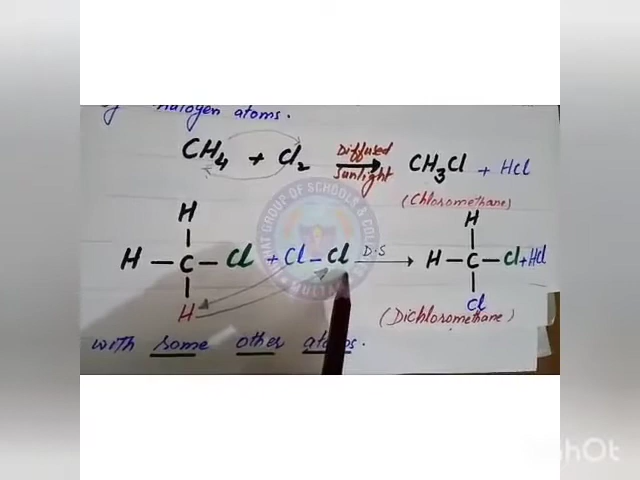 Halogen atoms.
CH4 + Cl2 Diffused Sunlight CH3Cl + HCl
(Chloromethane)
H H
H – C – Cl + Cl – Cl D.S H – C – Cl + HCl
H Cl
(Dichloromethane)
with some other atoms.